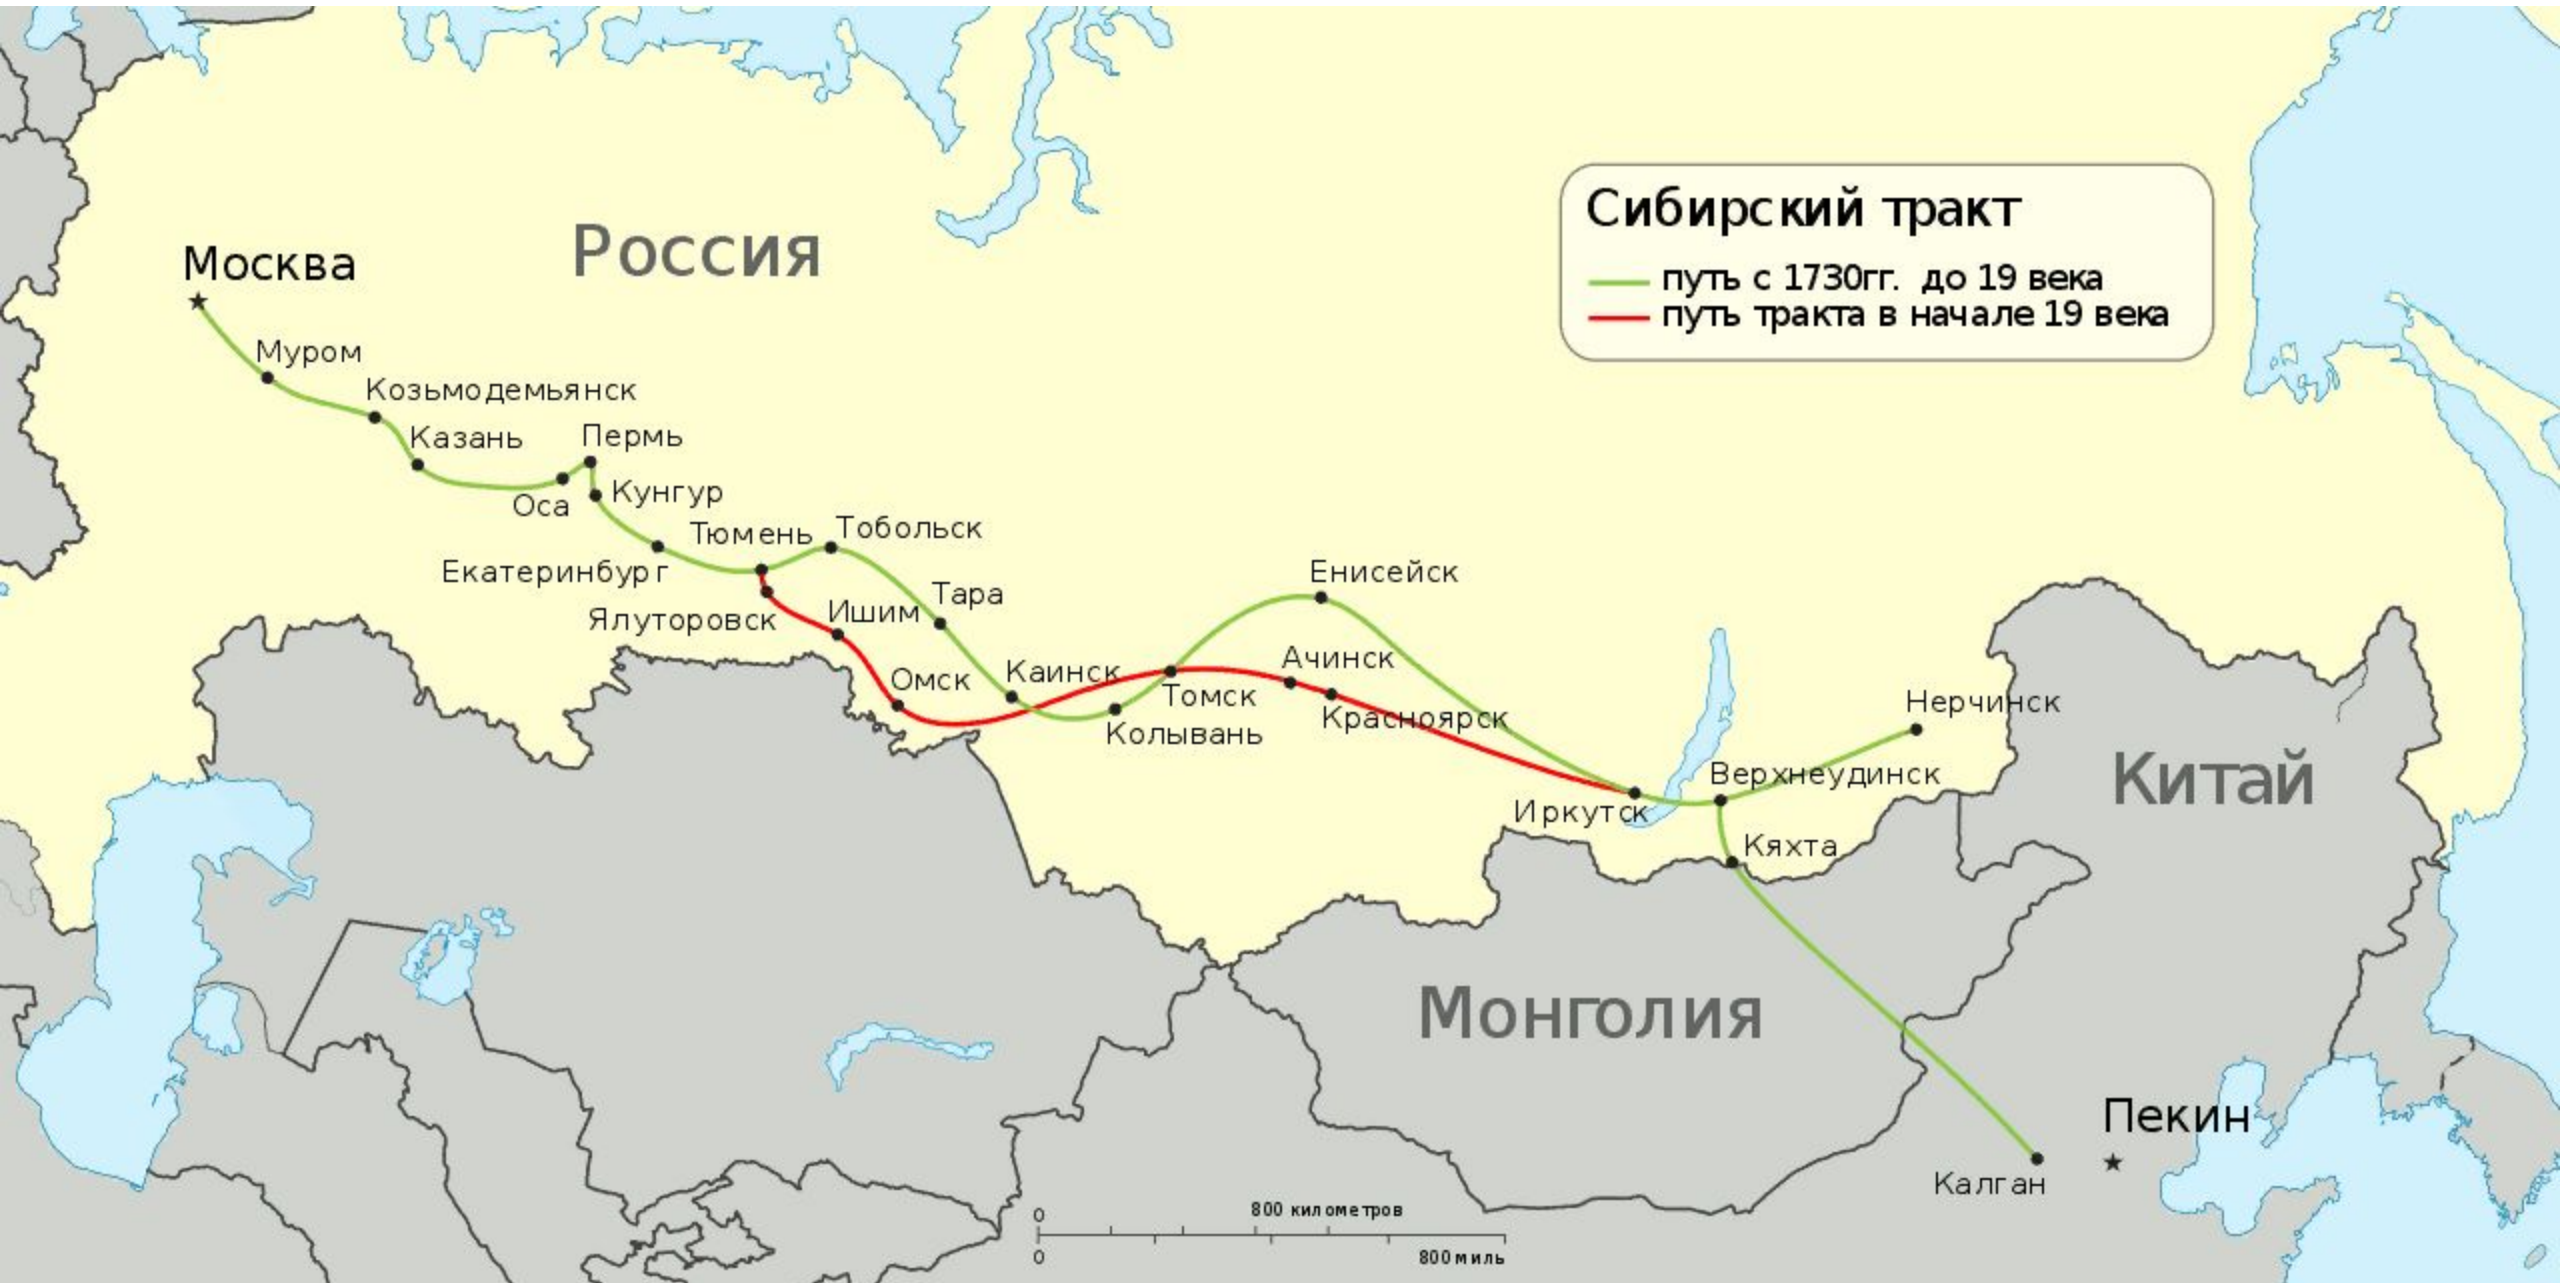 Сибирский тракт
путь с 1730гг. до 19 века
путь тракта в начале 19 века
Россия
Москва
Муром
Козьмодемьянск
Казань
Пермь
Оса
Кунгур
Тюмень
Тобольск
Екатеринбург
Ялуторовск
Ишим
Тара
Енисейск
Омск
Каинск
Ачинск
Томск
Красноярск
Колывань
Нерчинск
Верхнеудинск
Иркутск
Кяхта
Китай
Монголия
Пекин
Калган
0
800 километров
0
800 миль